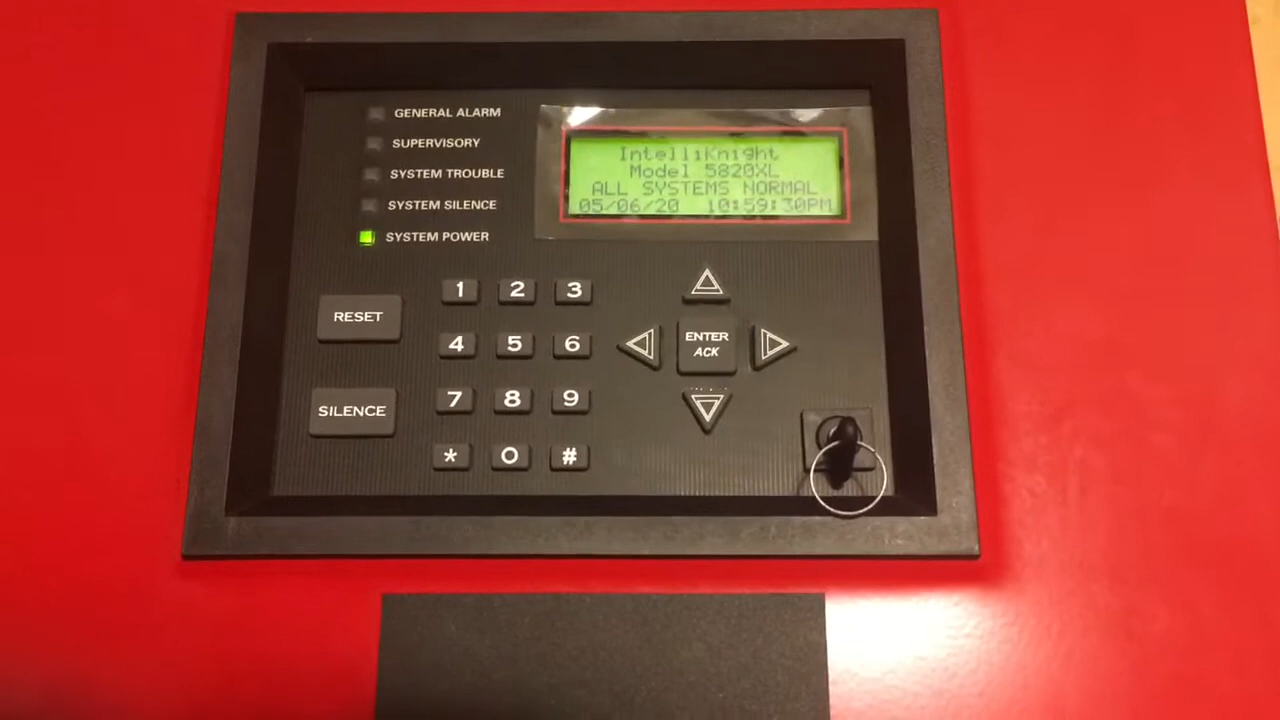 GENERAL ALARM
SUPERVISORY
SYSTEM TROUBLE
SYSTEM SILENCE
SYSTEM POWER
IntelliKnight
Model 5820XL
ALL SYSTEMS NORMAL
05/06/20 10:59:30PM
RESET
SILENCE
1 2 3
4 5 6
7 8 9
* 0 #
ENTER
ACK